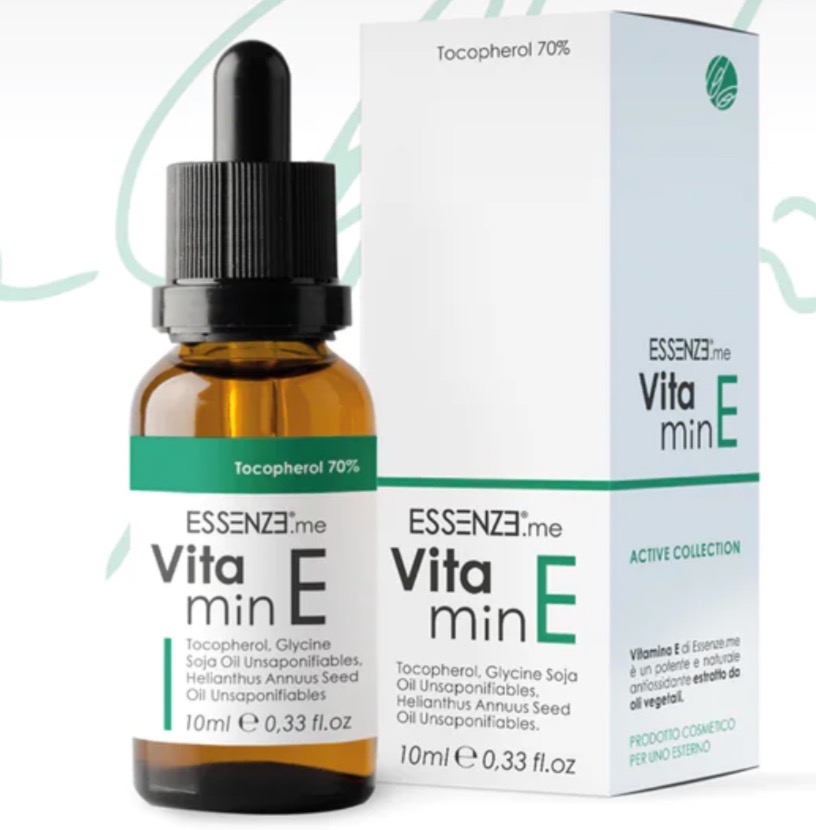 Tocopherol 70%
ESSENZE®.me
Vita
min E
Tocopherol, Glycine
Soja Oil Unsaponifiables,
Helianthus Annuus Seed
Oil Unsaponifiables
10ml ℮ 0,33 fl.oz
Tocopherol 70%
ESSENZE®.me
Vita
min E
Tocopherol, Glycine Soja
Oil Unsaponifiables,
Helianthus Annuus Seed
Oil Unsaponifiables.
10ml ℮ 0,33 fl.oz
ESSENZE®.me
Vita
min E
ACTIVE COLLECTION
Vitamina E di Essenze.me
è un potente e naturale
antiossidante estratto da
oli vegetali.
PRODOTTO COSMETICO
PER UNO ESTERNO